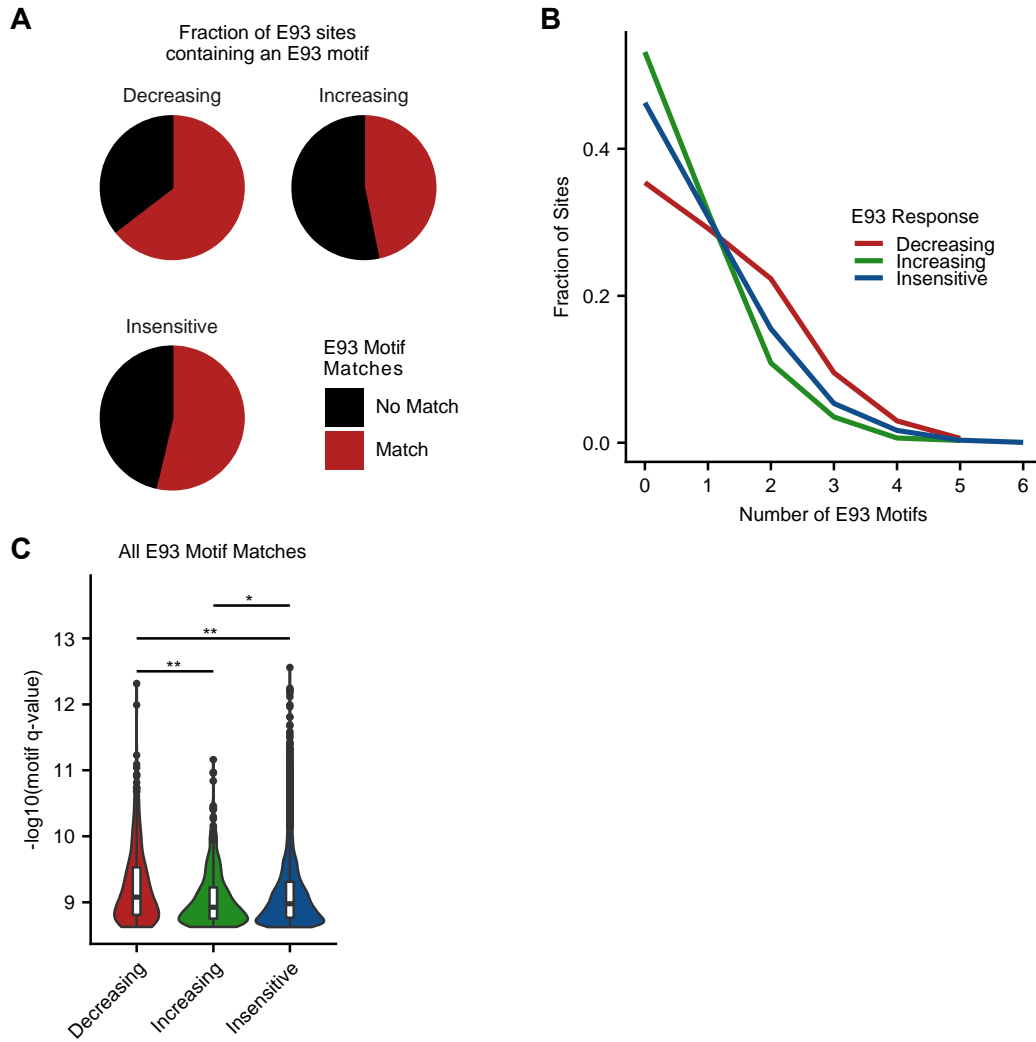 A
Fraction of E93 sites
containing an E93 motif
Decreasing
Increasing
Insensitive
E93 Motif
Matches
No Match
Match
B
Fraction of Sites
0.4
0.2
0.0
0 1 2 3 4 5 6
Number of E93 Motifs
E93 Response
Decreasing
Increasing
Insensitive
C
All E93 Motif Matches
-log10(motif q-value)
13
12
11
10
9
*
**
**
Decreasing
Increasing
Insensitive